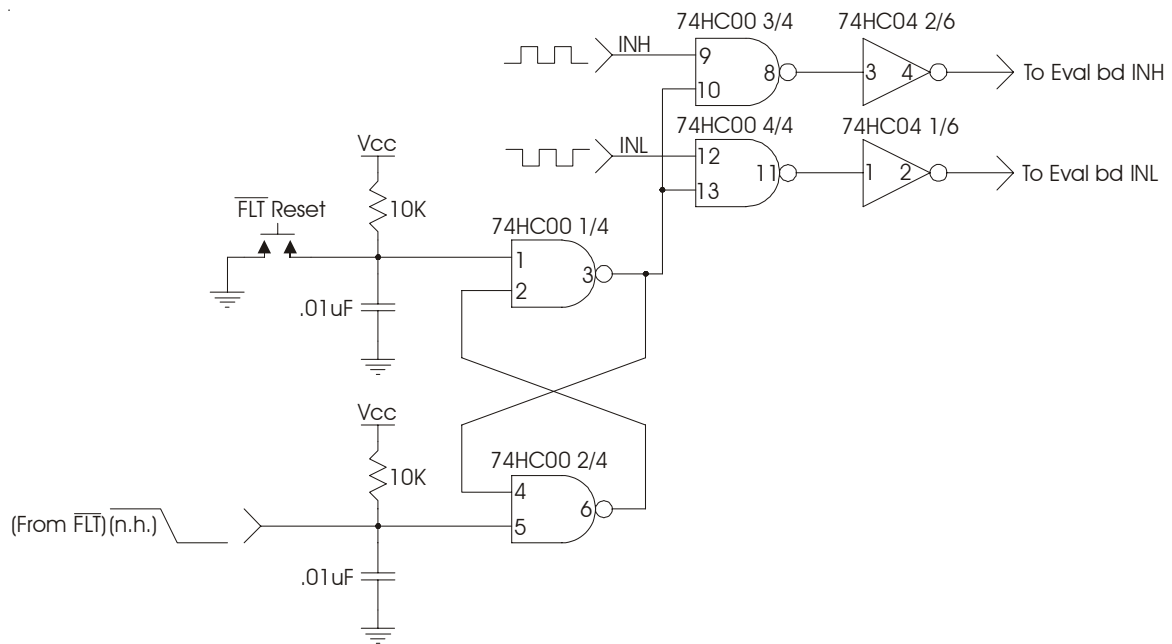 74HC00 3/4
74HC04 2/6
INH
9
10
8
3
4
To Eval bd INH
INL
74HC00 4/4
74HC04 1/6
12
13
11
1
2
To Eval bd INL
Vcc
10K
FLT Reset
74HC00 1/4
1
2
3
.01uF
Vcc
10K
74HC00 2/4
4
5
6
(From FLT)(n.h.)
.01uF